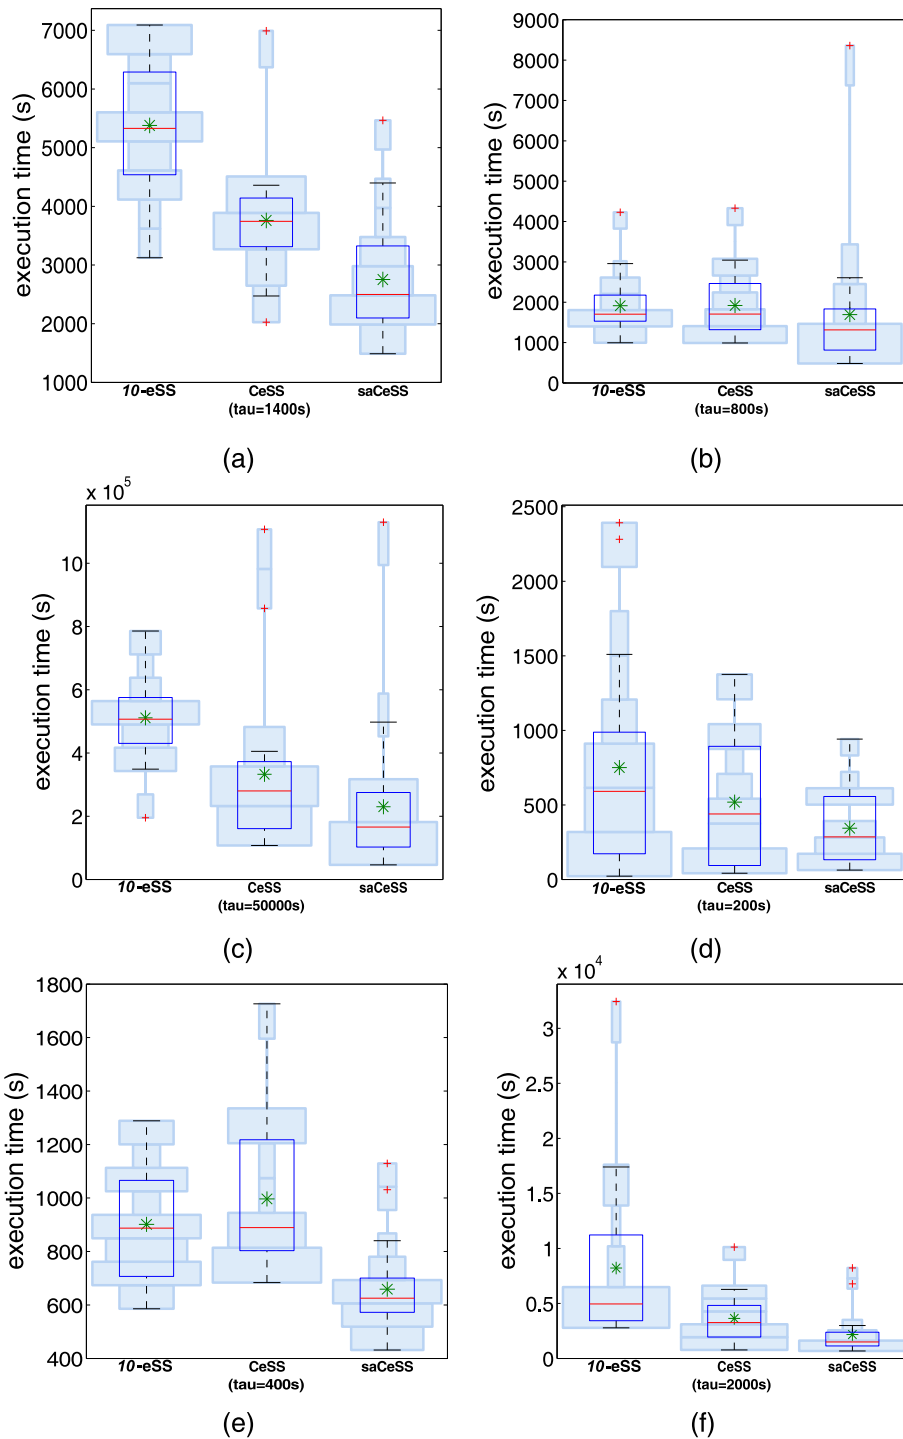 execution time (s)
7000
6000
5000
4000
3000
2000
1000
10-eSS
CeSS
saCeSS
(tau=1400s)
(a)
execution time (s)
9000
8000
7000
6000
5000
4000
3000
2000
1000
0
10-eSS
CeSS
saCeSS
(tau=800s)
(b)
x 10^5
execution time (s)
10
8
6
4
2
0
10-eSS
CeSS
saCeSS
(tau=50000s)
(c)
execution time (s)
2500
2000
1500
1000
500
0
10-eSS
CeSS
saCeSS
(tau=200s)
(d)
execution time (s)
1800
1600
1400
1200
1000
800
600
400
10-eSS
CeSS
saCeSS
(tau=400s)
(e)
x 10^4
execution time (s)
3
2.5
2
1.5
1
0.5
0
10-eSS
CeSS
saCeSS
(tau=2000s)
(f)